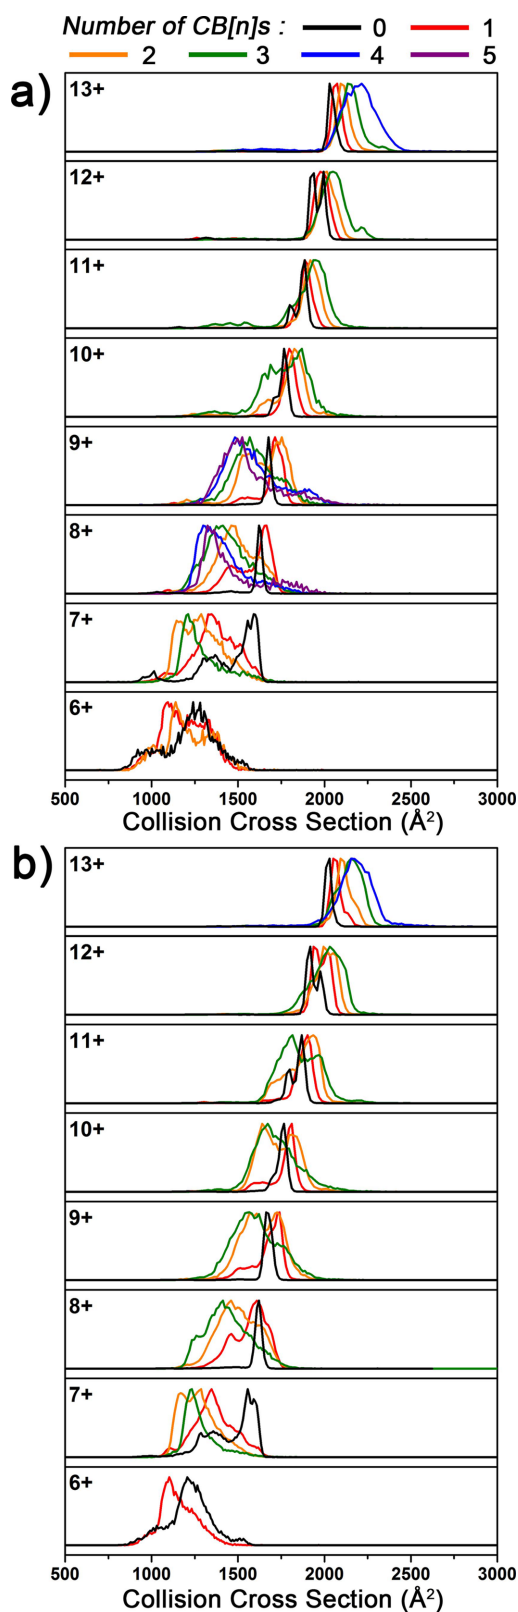 Number of CB[n]s : 0 1
2 3 4 5
a)
13+
12+
11+
10+
9+
8+
7+
6+
500 1000 1500 2000 2500 3000
Collision Cross Section (Å²)
b)
13+
12+
11+
10+
9+
8+
7+
6+
500 1000 1500 2000 2500 3000
Collision Cross Section (Å²)